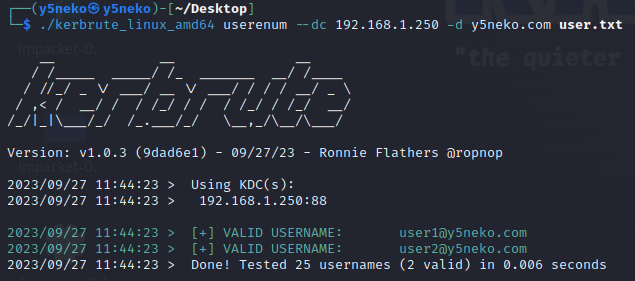 ┌──(y5neko㉿y5neko)-[~/Desktop]
└─$ ./kerbrute_linux_amd64 userenum --dc 192.168.1.250 -d y5neko.com user.txt
"the quieter
kerbrute
Version: v1.0.3 (9dad6e1) - 09/27/23 - Ronnie Flathers @ropnop
2023/09/27 11:44:23 >  Using KDC(s):
2023/09/27 11:44:23 >   192.168.1.250:88
2023/09/27 11:44:23 >  [+] VALID USERNAME:       user1@y5neko.com
2023/09/27 11:44:23 >  [+] VALID USERNAME:       user2@y5neko.com
2023/09/27 11:44:23 >  Done! Tested 25 usernames (2 valid) in 0.006 seconds